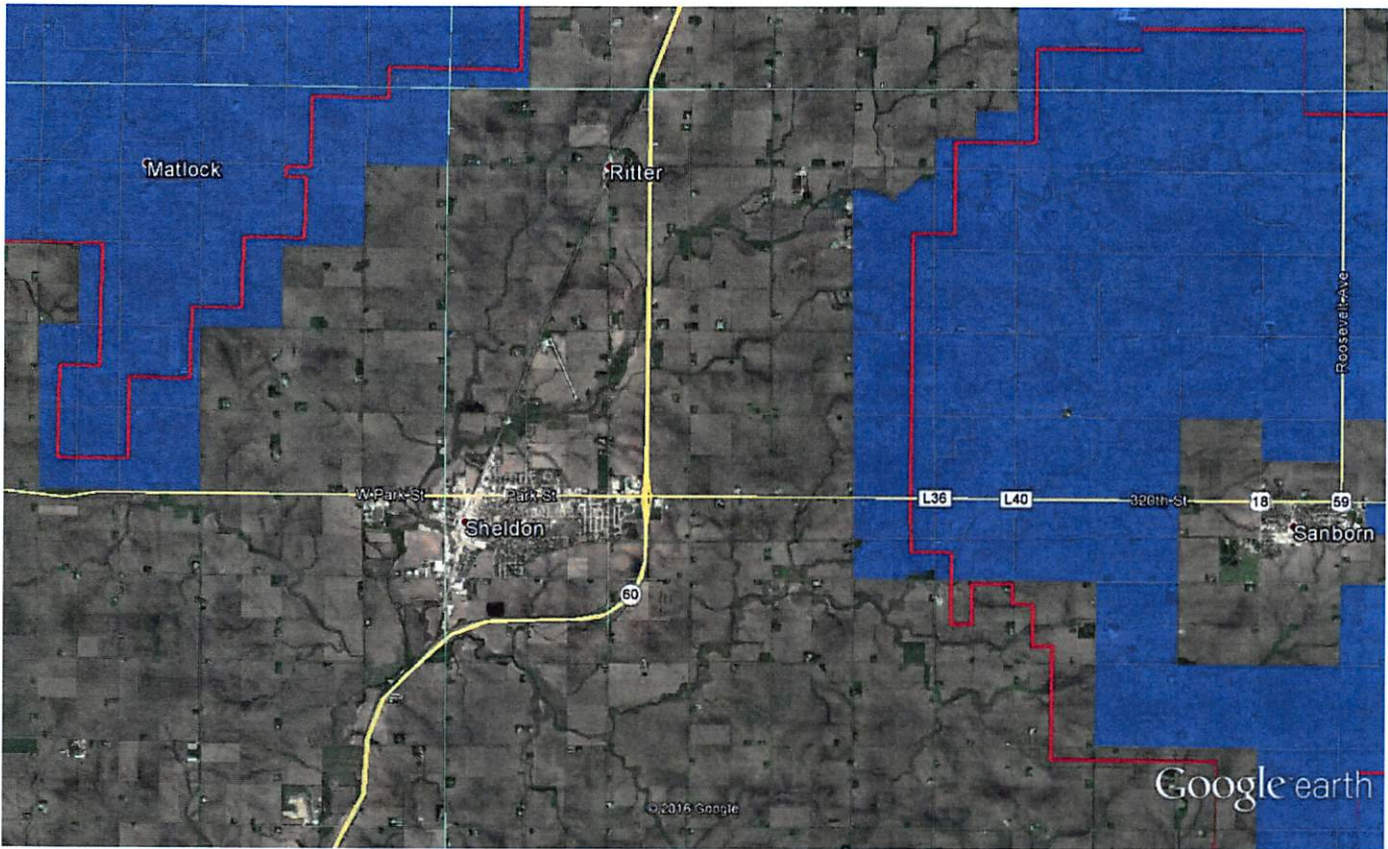 Matlock
Ritter
Roosevelt Ave
W Park St
Park St
L36
L40
320th St
18
59
Sheldon
Sanborn
60
Google earth
© 2016 Google